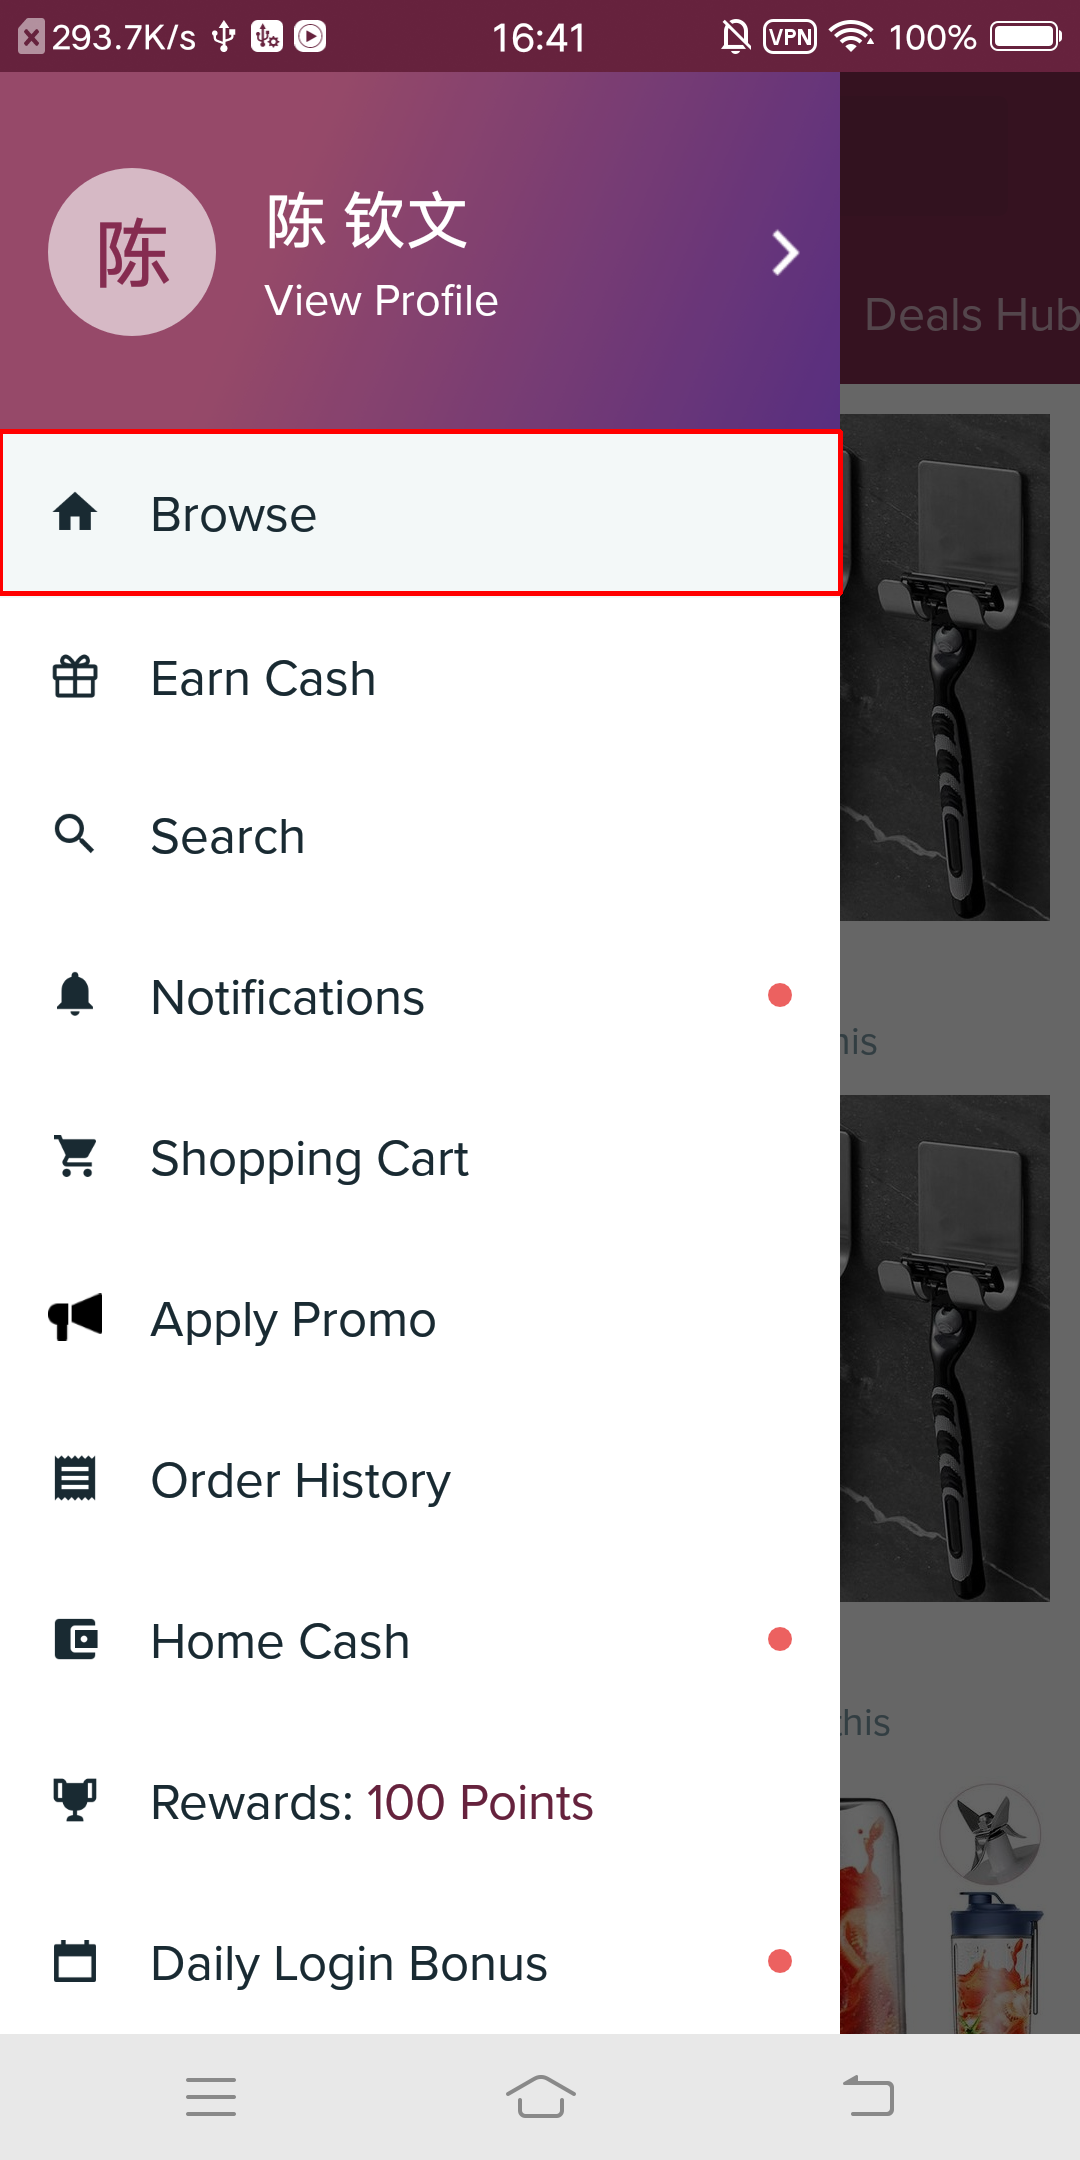 293.7K/s 16:41 VPN 100%
陈
陈 钦文
View Profile
Deals Hub
Browse
Earn Cash
Search
Notifications
his
Shopping Cart
Apply Promo
Order History
Home Cash
this
Rewards: 100 Points
Daily Login Bonus